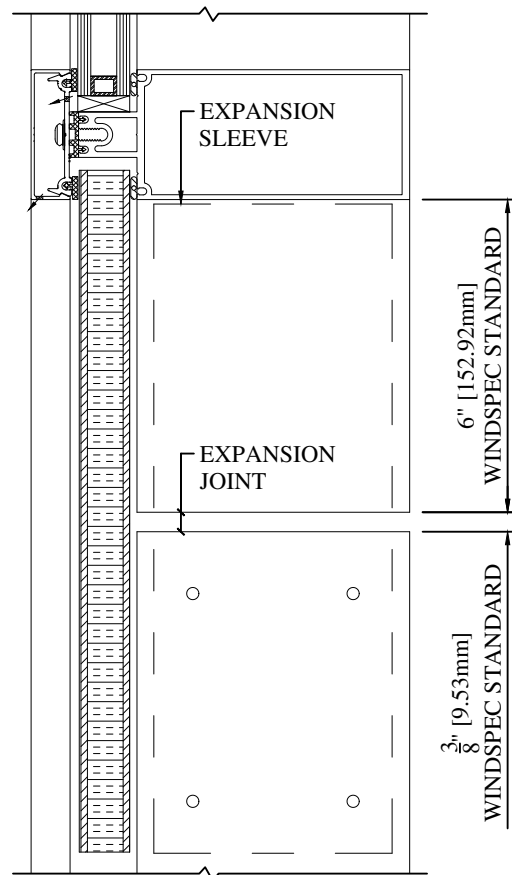 EXPANSION
SLEEVE
6" [152.92mm]
WINDSPEC STANDARD
EXPANSION
JOINT
3/8" [9.53mm]
WINDSPEC STANDARD